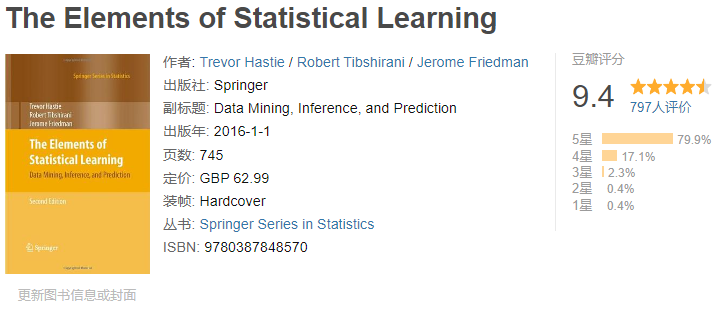 The Elements of Statistical Learning
Springer Series in Statistics
Trevor Hastie
Robert Tibshirani
Jerome Friedman
The Elements of
Statistical Learning
Data Mining, Inference, and Prediction
Second Edition
Springer
更新图书信息或封面
作者: Trevor Hastie / Robert Tibshirani / Jerome Friedman
出版社: Springer
副标题: Data Mining, Inference, and Prediction
出版年: 2016-1-1
页数: 745
定价: GBP 62.99
装帧: Hardcover
丛书: Springer Series in Statistics
ISBN: 9780387848570
豆瓣评分
9.4
797人评价
5星 79.9%
4星 17.1%
3星 2.3%
2星 0.4%
1星 0.4%